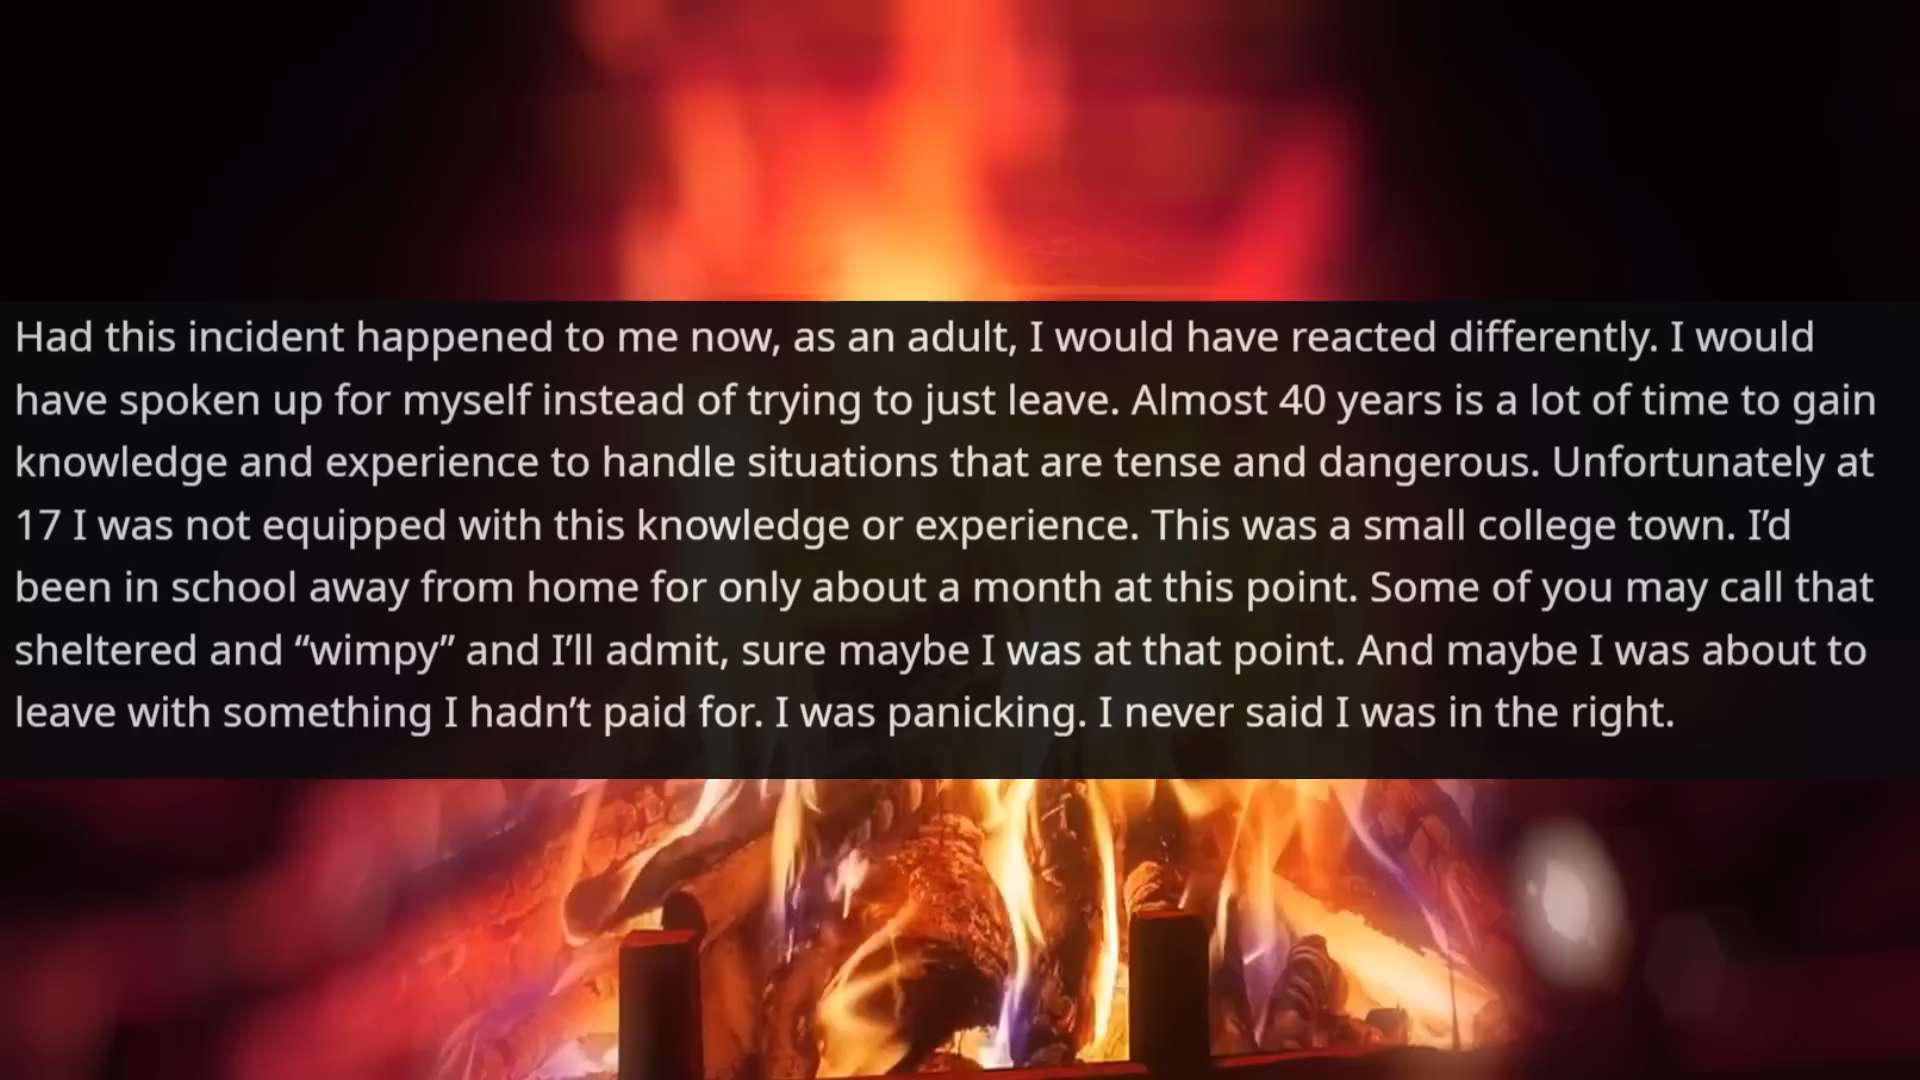 Had this incident happened to me now, as an adult, I would have reacted differently. I would
have spoken up for myself instead of trying to just leave. Almost 40 years is a lot of time to gain
knowledge and experience to handle situations that are tense and dangerous. Unfortunately at
17 I was not equipped with this knowledge or experience. This was a small college town. I’d
been in school away from home for only about a month at this point. Some of you may call that
sheltered and “wimpy” and I’ll admit, sure maybe I was at that point. And maybe I was about to
leave with something I hadn’t paid for. I was panicking. I never said I was in the right.